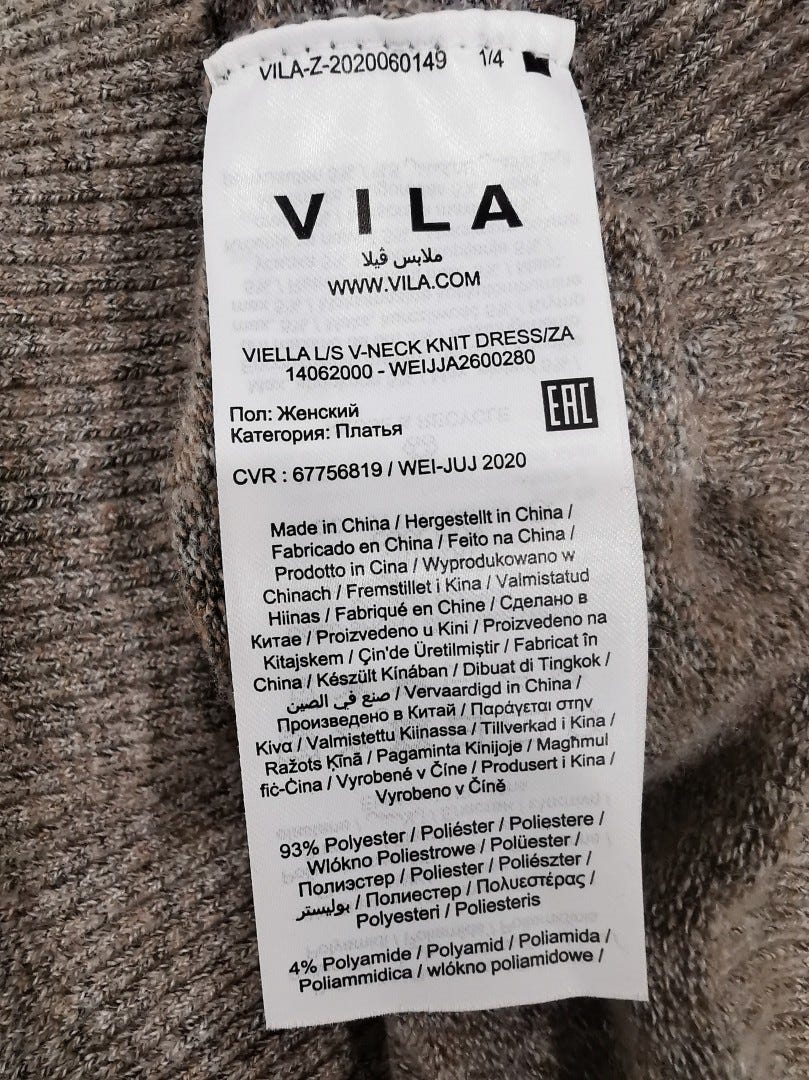 VILA-Z-2020060149 1/4
VILA
ملابس ڤيلا
WWW.VILA.COM
VIELLA L/S V-NECK KNIT DRESS/ZA
14062000 - WEIJJA2600280
Пол: Женский
Категория: Платья
EAC
CVR : 67756819 / WEI-JUJ 2020
Made in China / Hergestellt in China /
Fabricado en China / Feito na China /
Prodotto in Cina / Wyprodukowano w
Chinach / Fremstillet i Kina / Valmistatud
Hiinas / Fabriqué en Chine / Сделано в
Китае / Proizvedeno u Kini / Proizvedeno na
Kitajskem / Çin'de Üretilmiştir / Fabricat în
China / Készült Kínában / Dibuat di Tingkok /
صنع في الصين / Vervaardigd in China /
Произведено в Китай / Παράγεται στην
Κίνα / Valmistettu Kiinassa / Tillverkad i Kina /
Ražots Ķīnā / Pagaminta Kinijoje / Magħmul
fiċ-Ċina / Vyrobené v Číne / Produsert i Kina /
Vyrobeno v Číně
93% Polyester / Poliéster / Poliestere /
Włókno Poliestrowe / Polüester /
Полиэстер / Poliester / Poliészter /
بوليستر / Полиестер / Πολυεστέρας /
Polyesteri / Poliesteris
4% Polyamide / Polyamid / Poliamida /
Poliammidica / włókno poliamidowe /